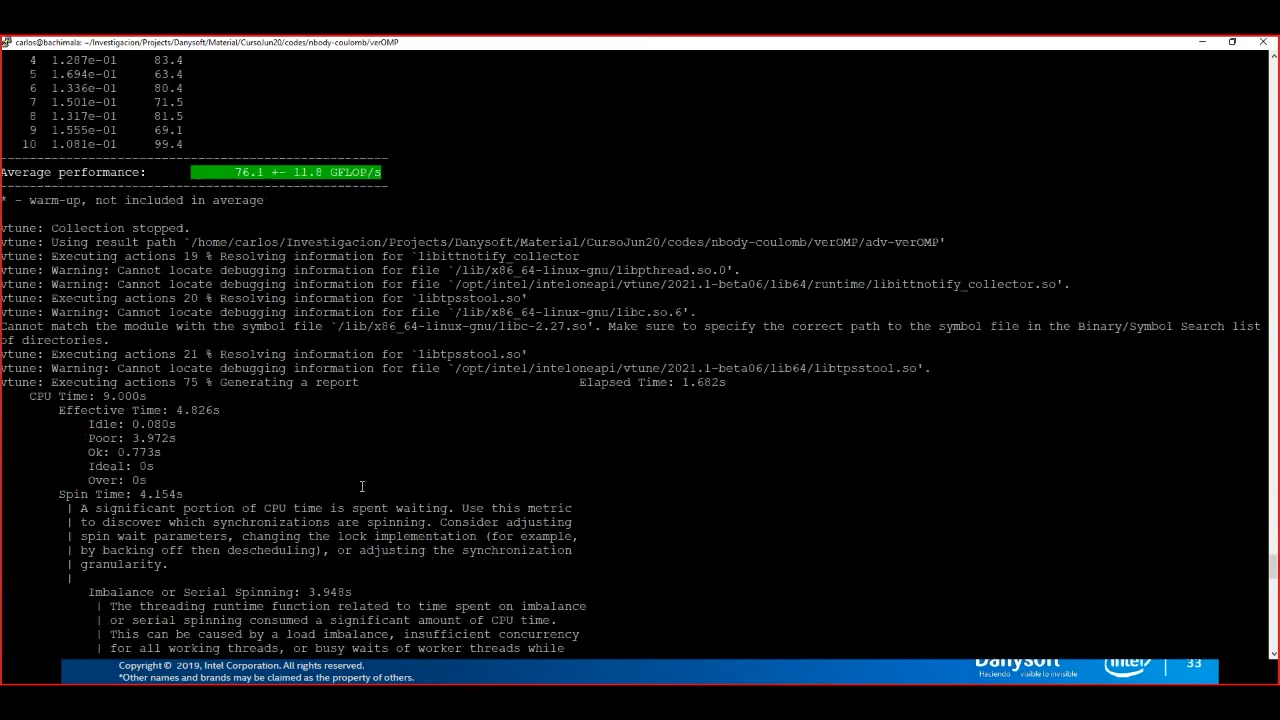 carlos@bachimala: ~/Investigacion/Projects/Danysoft/Material/CursoJun20/codes/nbody-coulomb/verOMP
4 1.287e-01 83.4
5 1.694e-01 63.4
6 1.336e-01 80.4
7 1.501e-01 71.5
8 1.317e-01 81.5
9 1.555e-01 69.1
10 1.081e-01 99.4
-----------------------------------------------------
Average performance: 76.1 +- 11.8 GFLOP/s
-----------------------------------------------------
* - warm-up, not included in average
vtune: Collection stopped.
vtune: Using result path `/home/carlos/Investigacion/Projects/Danysoft/Material/CursoJun20/codes/nbody-coulomb/verOMP/adv-verOMP'
vtune: Executing actions 19 % Resolving information for `libittnotify_collector
vtune: Warning: Cannot locate debugging information for file `/lib/x86_64-linux-gnu/libpthread.so.0'.
vtune: Warning: Cannot locate debugging information for file `/opt/intel/inteloneapi/vtune/2021.1-beta06/lib64/runtime/libittnotify_collector.so'.
vtune: Executing actions 20 % Resolving information for `libtpsstool.so'
vtune: Warning: Cannot locate debugging information for file `/lib/x86_64-linux-gnu/libc.so.6'.
Cannot match the module with the symbol file `/lib/x86_64-linux-gnu/libc-2.27.so'. Make sure to specify the correct path to the symbol file in the Binary/Symbol Search list
of directories.
vtune: Executing actions 21 % Resolving information for `libtpsstool.so'
vtune: Warning: Cannot locate debugging information for file `/opt/intel/inteloneapi/vtune/2021.1-beta06/lib64/libtpsstool.so'.
vtune: Executing actions 75 % Generating a report Elapsed Time: 1.682s
CPU Time: 9.000s
Effective Time: 4.826s
Idle: 0.080s
Poor: 3.972s
Ok: 0.773s
Ideal: 0s
Over: 0s
Spin Time: 4.154s
| A significant portion of CPU time is spent waiting. Use this metric
| to discover which synchronizations are spinning. Consider adjusting
| spin wait parameters, changing the lock implementation (for example,
| by backing off then descheduling), or adjusting the synchronization
| granularity.
|
Imbalance or Serial Spinning: 3.948s
| The threading runtime function related to time spent on imbalance
| or serial spinning consumed a significant amount of CPU time.
| This can be caused by a load imbalance, insufficient concurrency
| for all working threads, or busy waits of worker threads while
Copyright © 2019, Intel Corporation. All rights reserved.
*Other names and brands may be claimed as the property of others.
Danysoft
Haciendo visible lo invisible
intel
33